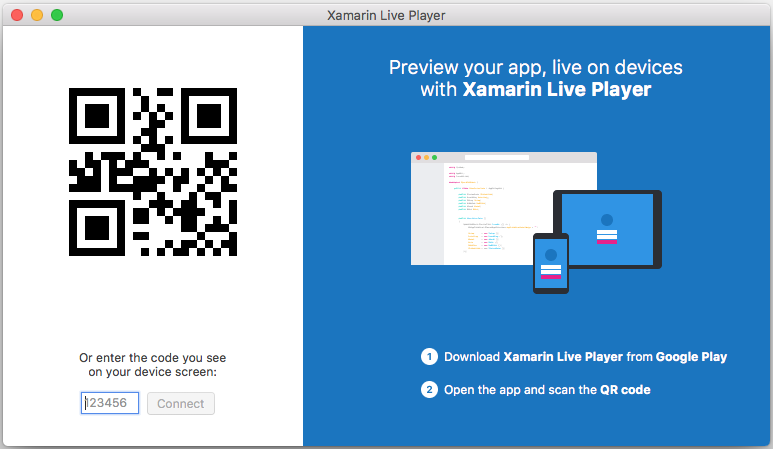 Xamarin Live Player
Or enter the code you see
on your device screen:
123456
Connect
Preview your app, live on devices
with Xamarin Live Player
1 Download Xamarin Live Player from Google Play
2 Open the app and scan the QR code